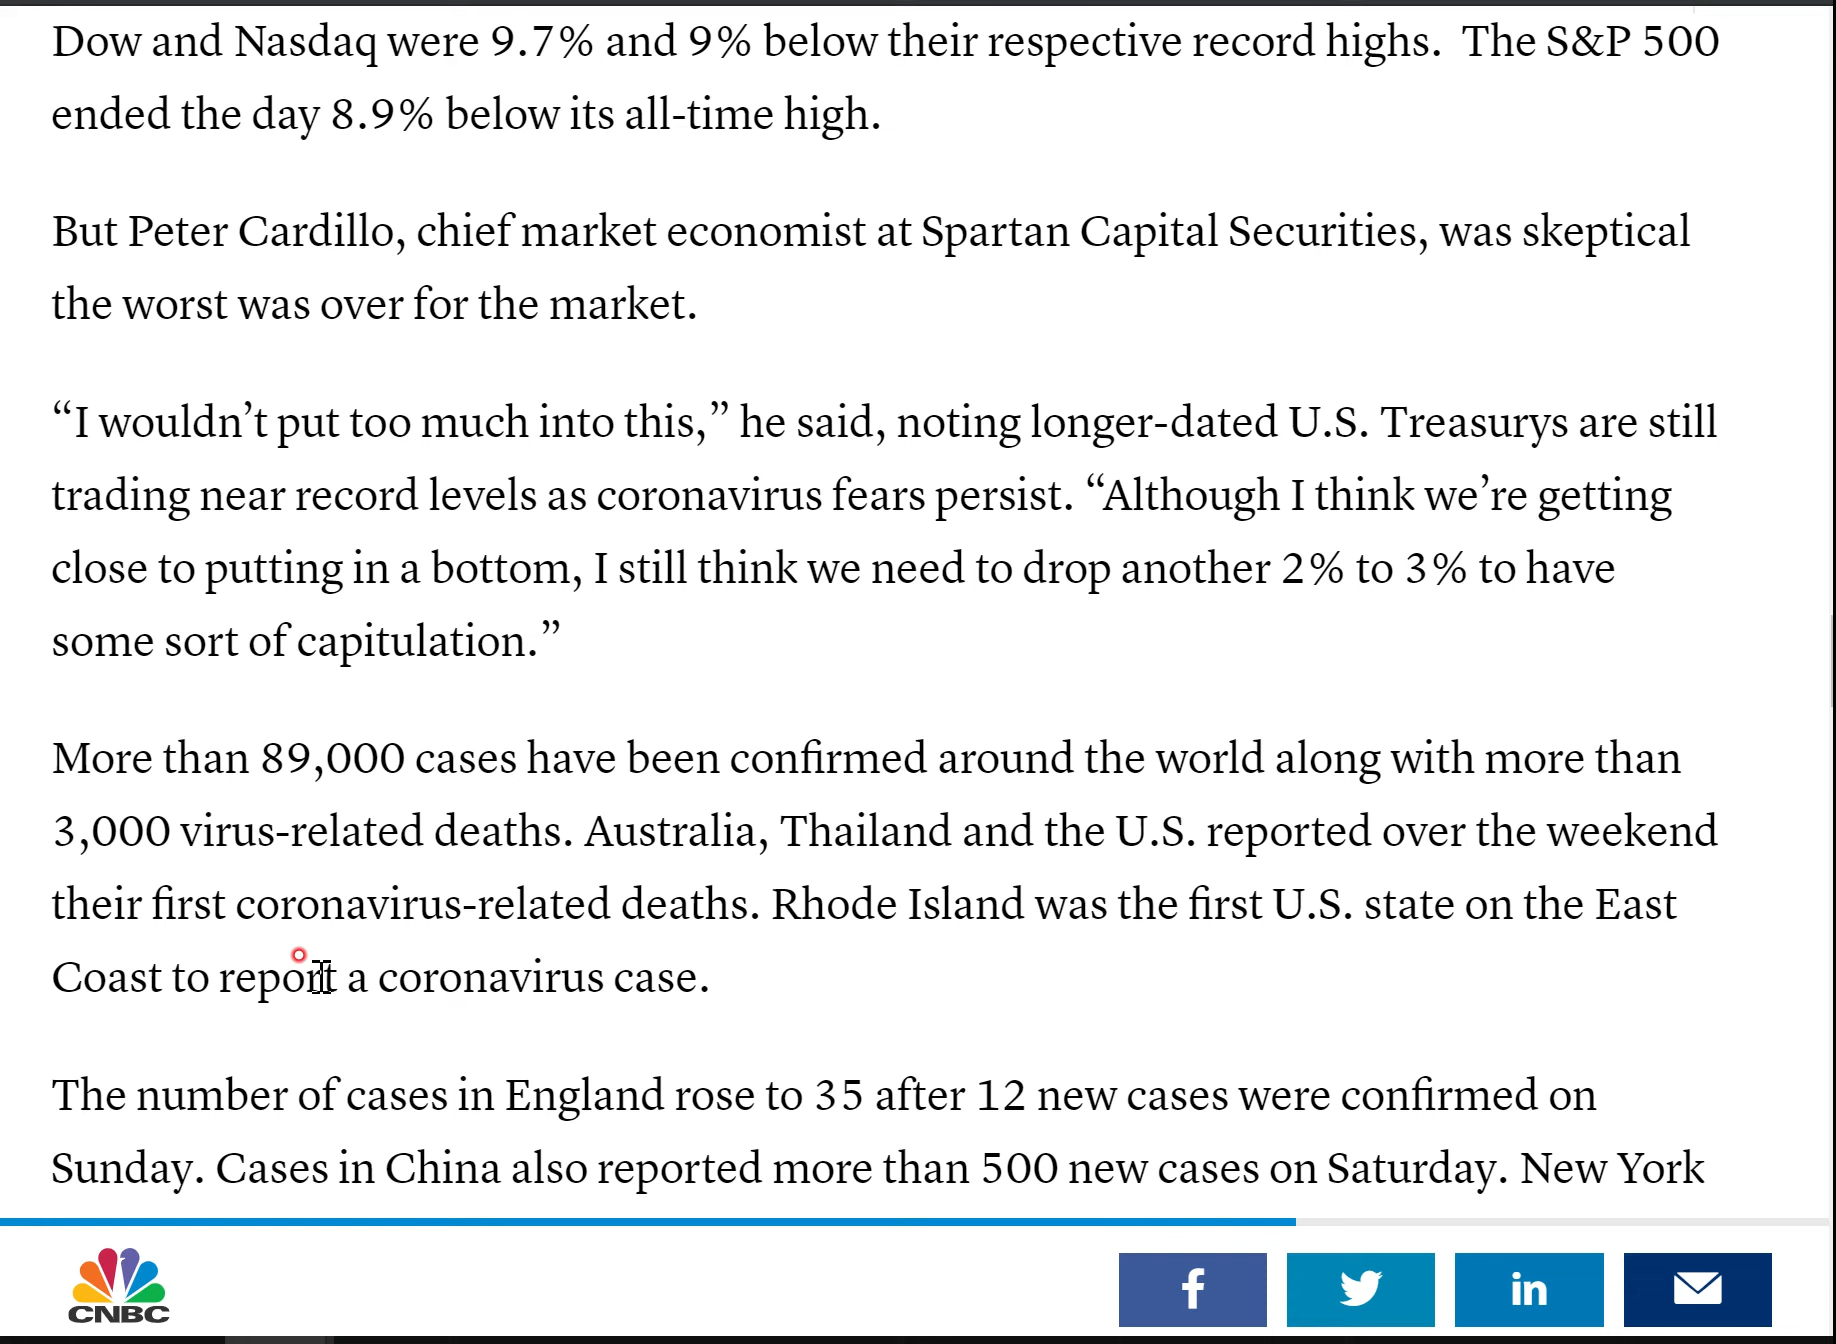 Dow and Nasdaq were 9.7% and 9% below their respective record highs.  The S&P 500
ended the day 8.9% below its all-time high.
But Peter Cardillo, chief market economist at Spartan Capital Securities, was skeptical
the worst was over for the market.
“I wouldn’t put too much into this,” he said, noting longer-dated U.S. Treasurys are still
trading near record levels as coronavirus fears persist. “Although I think we’re getting
close to putting in a bottom, I still think we need to drop another 2% to 3% to have
some sort of capitulation.”
More than 89,000 cases have been confirmed around the world along with more than
3,000 virus-related deaths. Australia, Thailand and the U.S. reported over the weekend
their first coronavirus-related deaths. Rhode Island was the first U.S. state on the East
Coast to report a coronavirus case.
The number of cases in England rose to 35 after 12 new cases were confirmed on
Sunday. Cases in China also reported more than 500 new cases on Saturday. New York
CNBC
f
in